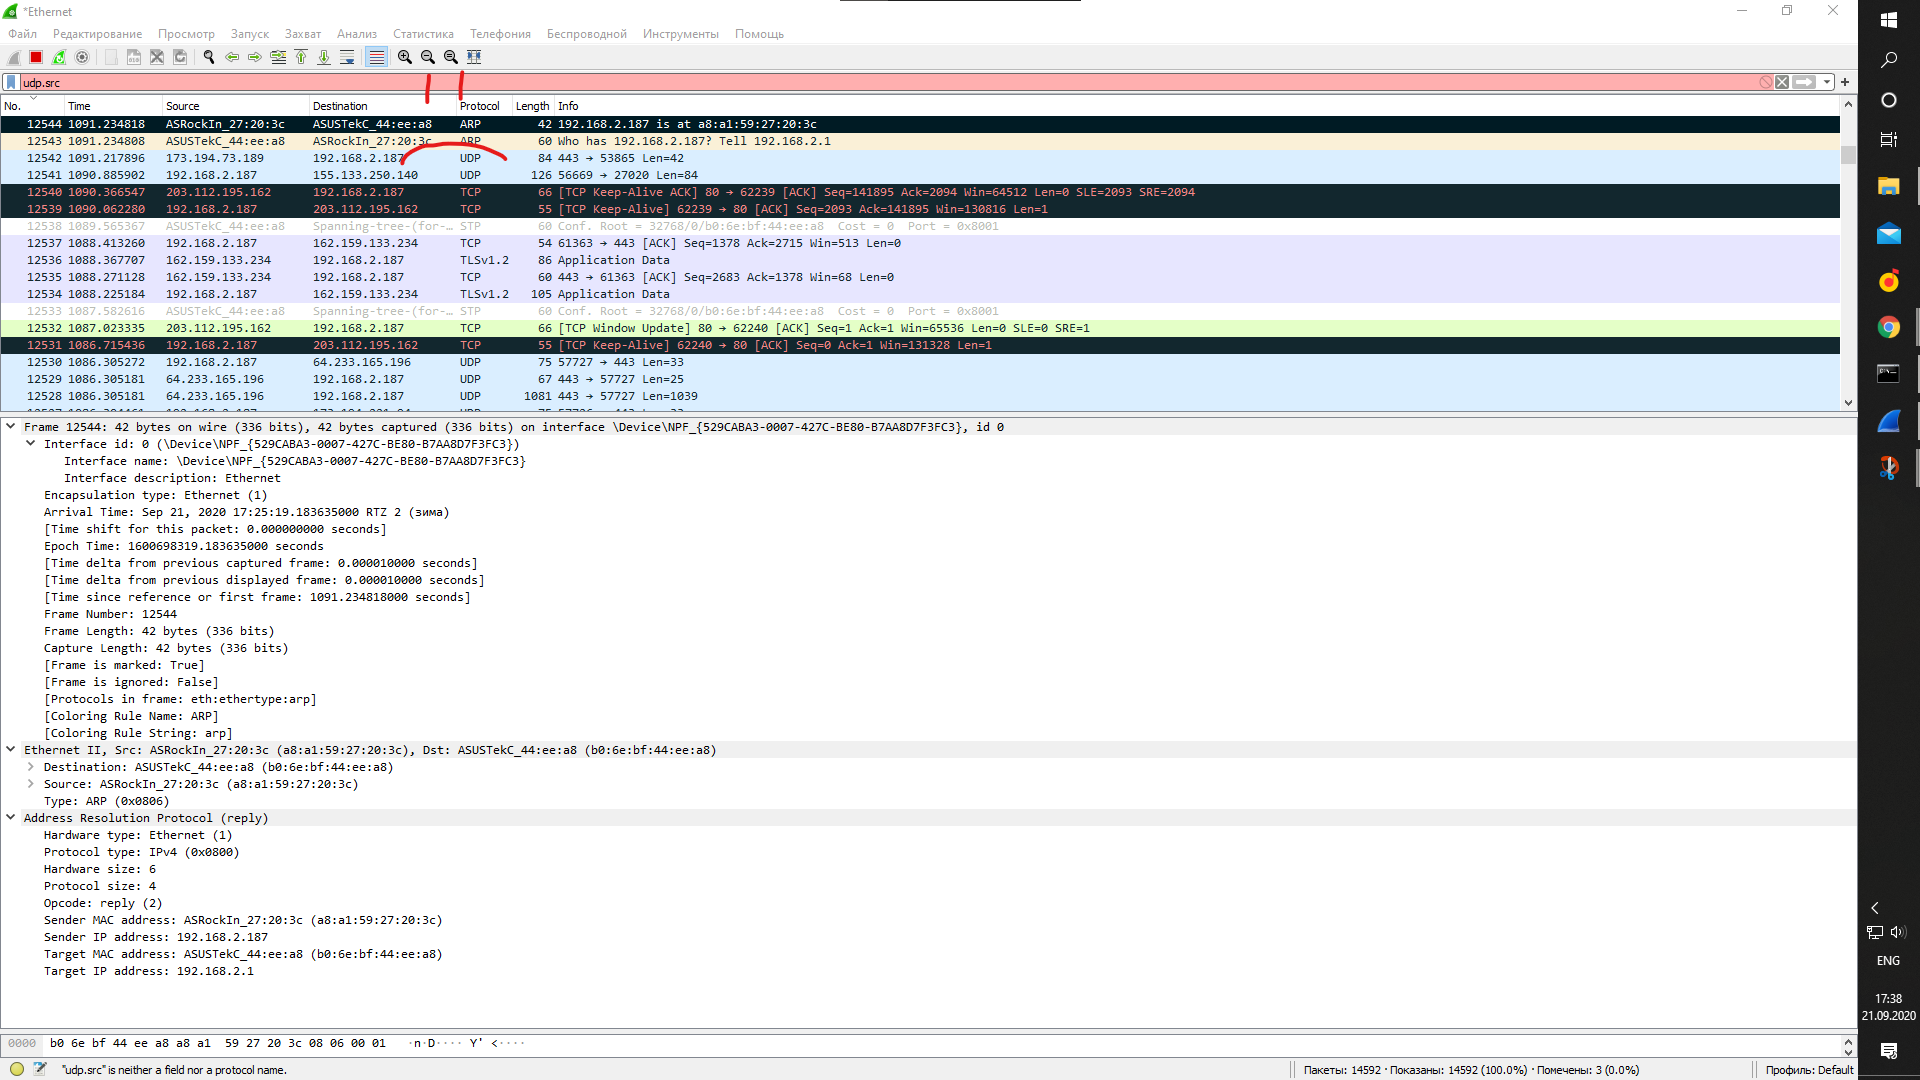 *Ethernet
Файл Редактирование Просмотр Запуск Захват Анализ Статистика Телефония Беспроводной Инструменты Помощь
udp.src
No. Time Source Destination Protocol Length Info
12544 1091.234818 ASRockIn_27:20:3c ASUSTekC_44:ee:a8 ARP 42 192.168.2.187 is at a8:a1:59:27:20:3c
12543 1091.234808 ASUSTekC_44:ee:a8 ASRockIn_27:20:3c ARP 60 Who has 192.168.2.187? Tell 192.168.2.1
12542 1091.217896 173.194.73.189 192.168.2.187 UDP 84 443 → 53865 Len=42
12541 1090.885902 192.168.2.187 155.133.250.140 UDP 126 56669 → 27020 Len=84
12540 1090.366547 203.112.195.162 192.168.2.187 TCP 66 [TCP Keep-Alive ACK] 80 → 62239 [ACK] Seq=141895 Ack=2094 Win=64512 Len=0 SLE=2093 SRE=2094
12539 1090.062280 192.168.2.187 203.112.195.162 TCP 55 [TCP Keep-Alive] 62239 → 80 [ACK] Seq=2093 Ack=141895 Win=130816 Len=1
12538 1089.565367 ASUSTekC_44:ee:a8 Spanning-tree-(for-… STP 60 Conf. Root = 32768/0/b0:6e:bf:44:ee:a8 Cost = 0 Port = 0x8001
12537 1088.413260 192.168.2.187 162.159.133.234 TCP 54 61363 → 443 [ACK] Seq=1378 Ack=2715 Win=513 Len=0
12536 1088.367707 162.159.133.234 192.168.2.187 TLSv1.2 86 Application Data
12535 1088.271128 162.159.133.234 192.168.2.187 TCP 60 443 → 61363 [ACK] Seq=2683 Ack=1378 Win=68 Len=0
12534 1088.225184 192.168.2.187 162.159.133.234 TLSv1.2 105 Application Data
12533 1087.582616 ASUSTekC_44:ee:a8 Spanning-tree-(for-… STP 60 Conf. Root = 32768/0/b0:6e:bf:44:ee:a8 Cost = 0 Port = 0x8001
12532 1087.023335 203.112.195.162 192.168.2.187 TCP 66 [TCP Window Update] 80 → 62240 [ACK] Seq=1 Ack=1 Win=65536 Len=0 SLE=0 SRE=1
12531 1086.715436 192.168.2.187 203.112.195.162 TCP 55 [TCP Keep-Alive] 62240 → 80 [ACK] Seq=0 Ack=1 Win=131328 Len=1
12530 1086.305272 192.168.2.187 64.233.165.196 UDP 75 57727 → 443 Len=33
12529 1086.305181 64.233.165.196 192.168.2.187 UDP 67 443 → 57727 Len=25
12528 1086.305181 64.233.165.196 192.168.2.187 UDP 1081 443 → 57727 Len=1039
Frame 12544: 42 bytes on wire (336 bits), 42 bytes captured (336 bits) on interface \Device\NPF_{529CABA3-0007-427C-BE80-B7AA8D7F3FC3}, id 0
Interface id: 0 (\Device\NPF_{529CABA3-0007-427C-BE80-B7AA8D7F3FC3})
Interface name: \Device\NPF_{529CABA3-0007-427C-BE80-B7AA8D7F3FC3}
Interface description: Ethernet
Encapsulation type: Ethernet (1)
Arrival Time: Sep 21, 2020 17:25:19.183635000 RTZ 2 (зима)
[Time shift for this packet: 0.000000000 seconds]
Epoch Time: 1600698319.183635000 seconds
[Time delta from previous captured frame: 0.000010000 seconds]
[Time delta from previous displayed frame: 0.000010000 seconds]
[Time since reference or first frame: 1091.234818000 seconds]
Frame Number: 12544
Frame Length: 42 bytes (336 bits)
Capture Length: 42 bytes (336 bits)
[Frame is marked: True]
[Frame is ignored: False]
[Protocols in frame: eth:ethertype:arp]
[Coloring Rule Name: ARP]
[Coloring Rule String: arp]
Ethernet II, Src: ASRockIn_27:20:3c (a8:a1:59:27:20:3c), Dst: ASUSTekC_44:ee:a8 (b0:6e:bf:44:ee:a8)
Destination: ASUSTekC_44:ee:a8 (b0:6e:bf:44:ee:a8)
Source: ASRockIn_27:20:3c (a8:a1:59:27:20:3c)
Type: ARP (0x0806)
Address Resolution Protocol (reply)
Hardware type: Ethernet (1)
Protocol type: IPv4 (0x0800)
Hardware size: 6
Protocol size: 4
Opcode: reply (2)
Sender MAC address: ASRockIn_27:20:3c (a8:a1:59:27:20:3c)
Sender IP address: 192.168.2.187
Target MAC address: ASUSTekC_44:ee:a8 (b0:6e:bf:44:ee:a8)
Target IP address: 192.168.2.1
0000 b0 6e bf 44 ee a8 a8 a1 59 27 20 3c 08 06 00 01 ·n·D···· Y' <····
"udp.src" is neither a field nor a protocol name.
Пакеты: 14592 · Показаны: 14592 (100.0%) · Помечены: 3 (0.0%)
Профиль: Default
ENG
17:38
21.09.2020